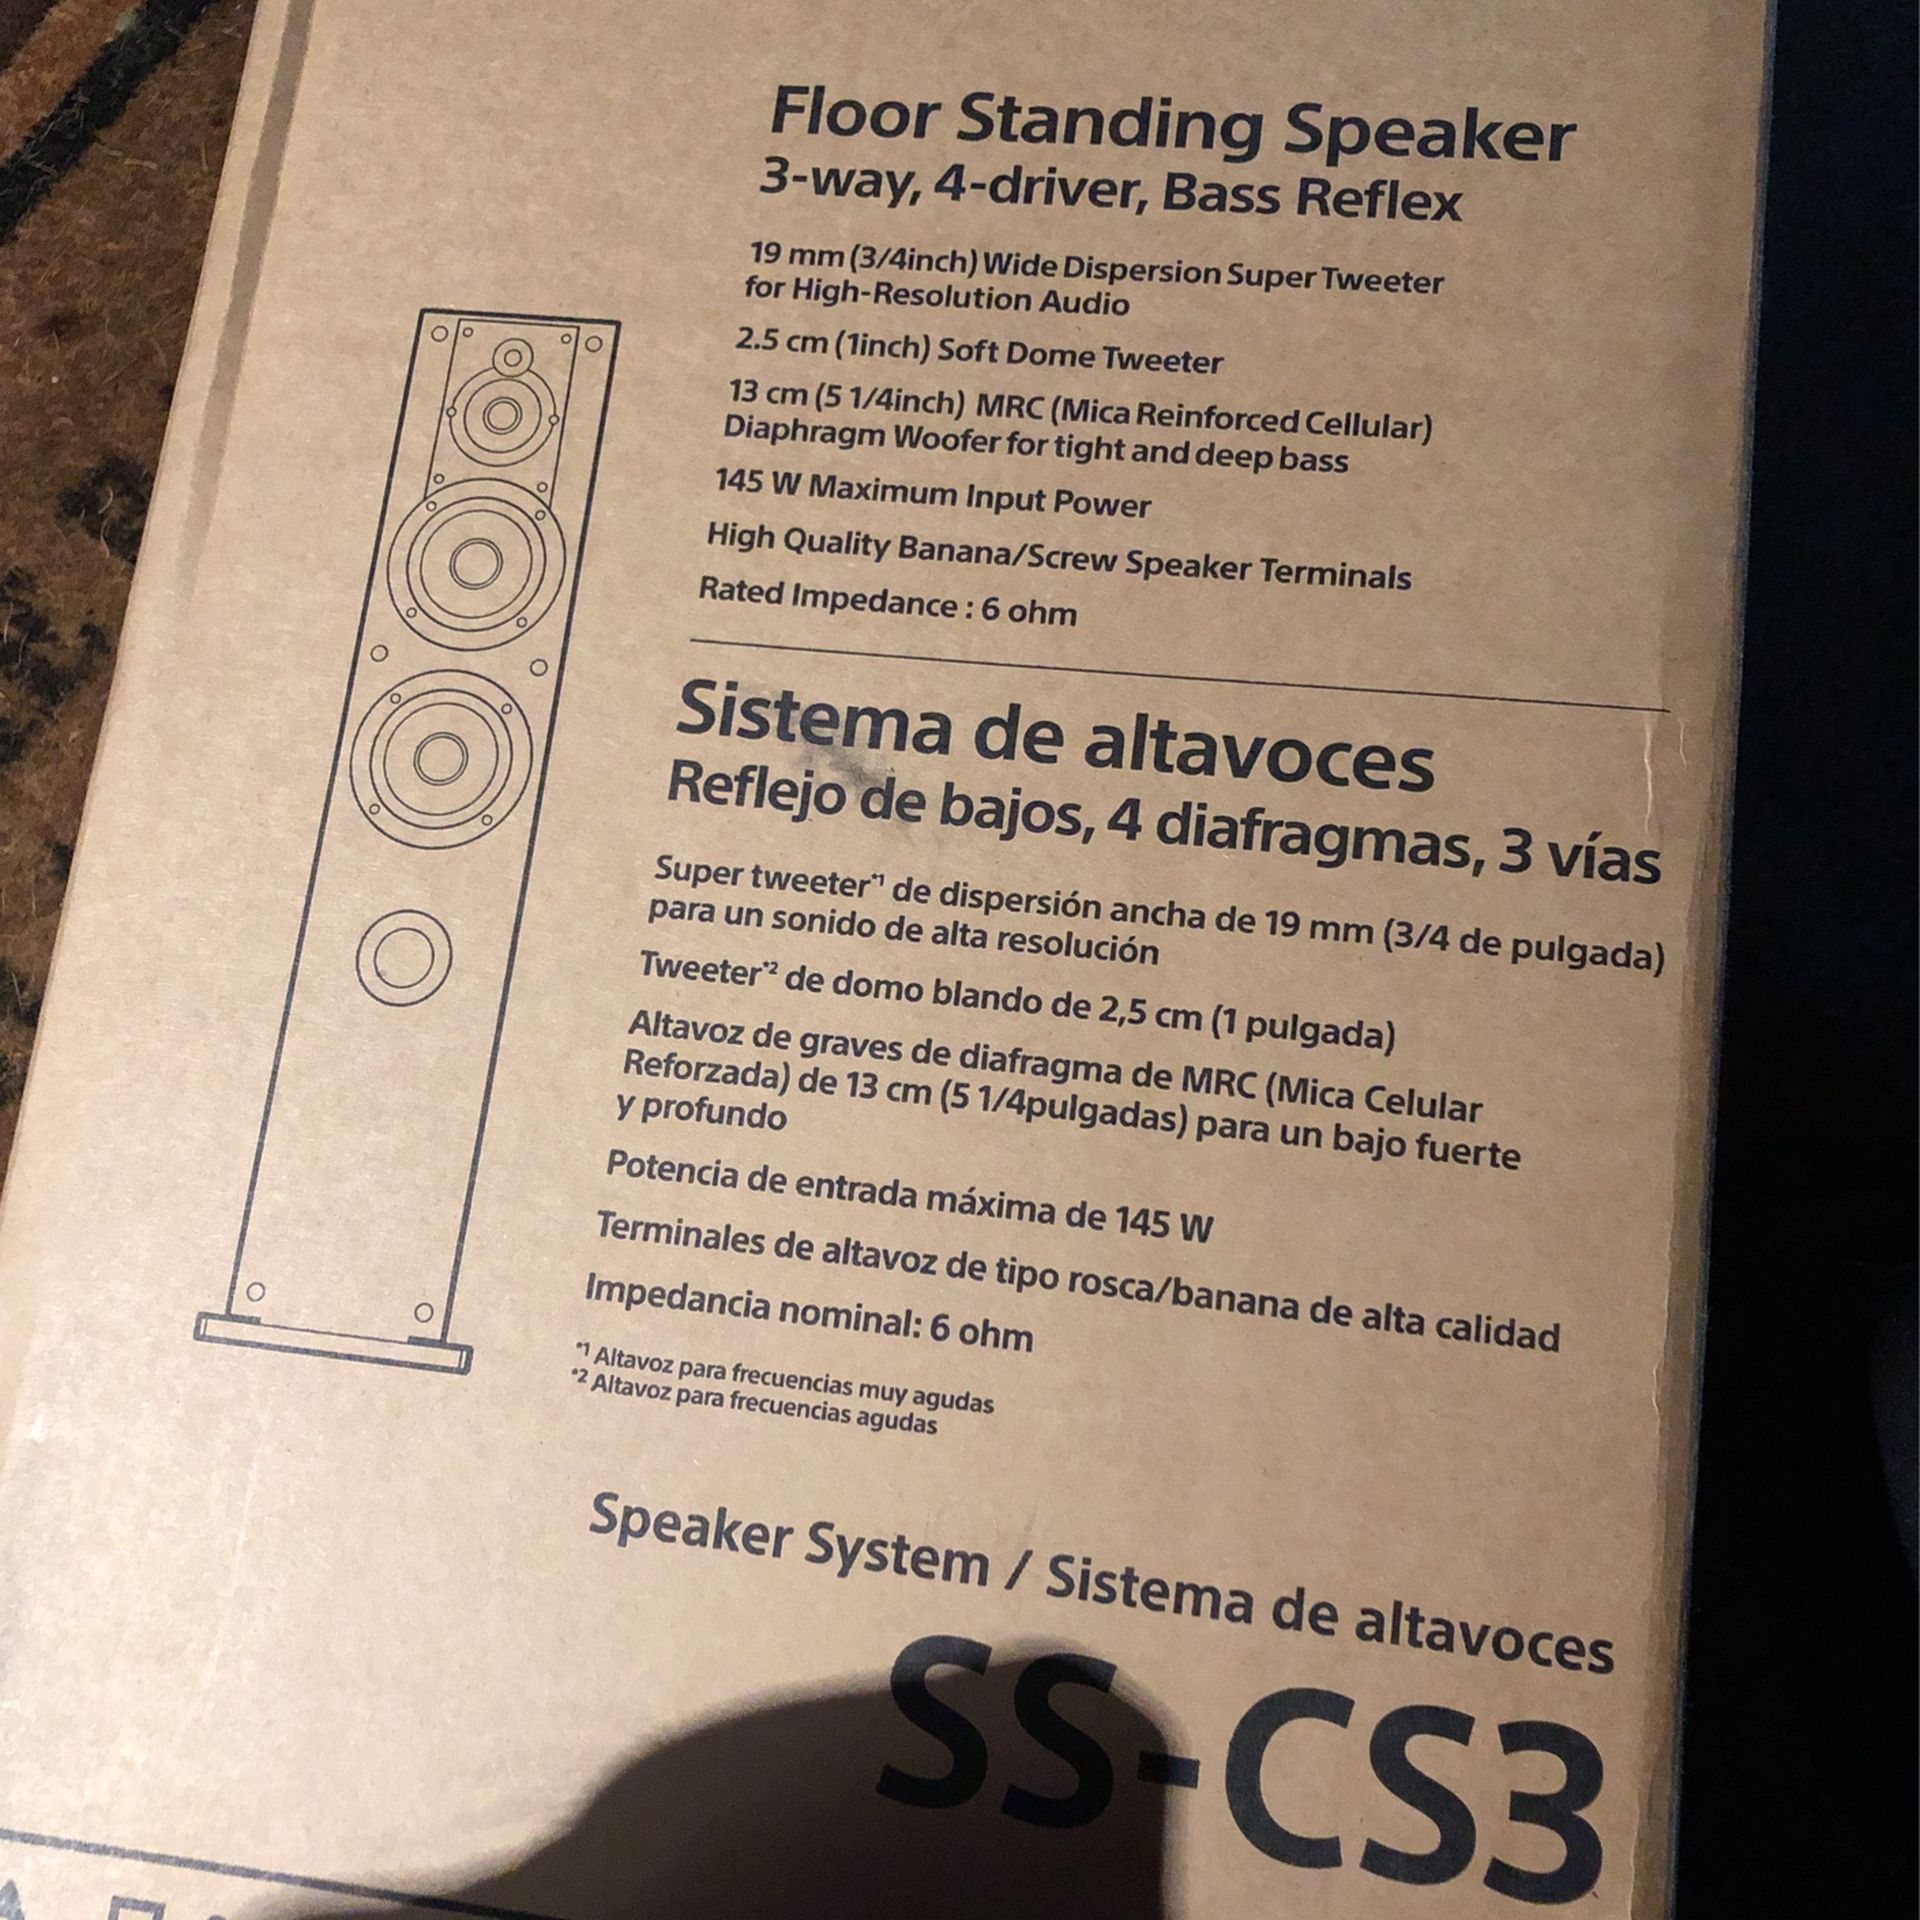 Floor Standing Speaker
3-way, 4-driver, Bass Reflex
19 mm (3/4inch) Wide Dispersion Super Tweeter
for High-Resolution Audio
2.5 cm (1inch) Soft Dome Tweeter
13 cm (5 1/4inch) MRC (Mica Reinforced Cellular)
Diaphragm Woofer for tight and deep bass
145 W Maximum Input Power
High Quality Banana/Screw Speaker Terminals
Rated Impedance : 6 ohm
Sistema de altavoces
Reflejo de bajos, 4 diafragmas, 3 vías
Super tweeter*1 de dispersión ancha de 19 mm (3/4 de pulgada)
para un sonido de alta resolución
Tweeter*2 de domo blando de 2,5 cm (1 pulgada)
Altavoz de graves de diafragma de MRC (Mica Celular
Reforzada) de 13 cm (5 1/4pulgadas) para un bajo fuerte
y profundo
Potencia de entrada máxima de 145 W
Terminales de altavoz de tipo rosca/banana de alta calidad
Impedancia nominal: 6 ohm
*1 Altavoz para frecuencias muy agudas
*2 Altavoz para frecuencias agudas
Speaker System / Sistema de altavoces
SS-CS3